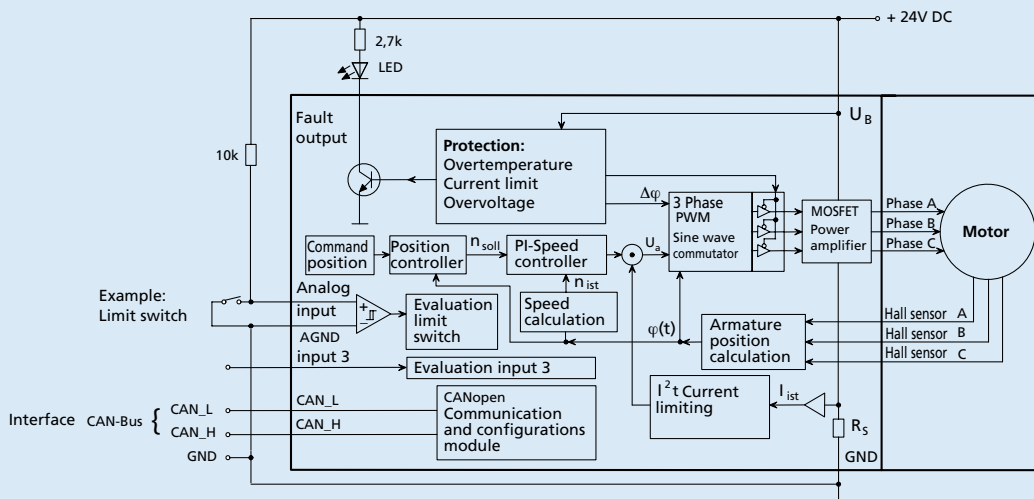 + 24V DC
2,7k
LED
Fault
output
U_B
10k
Protection:
Overtemperature
Current limit
Overvoltage
Δφ
3 Phase
PWM
Sine wave
commutator
MOSFET
Power
amplifier
Phase A
Phase B
Phase C
Motor
Command
position
Position
controller
n_soll
PI-Speed
controller
U_a
n_ist
Example:
Limit switch
Analog
input
AGND
Evaluation
limit
switch
Speed
calculation
φ(t)
Armature
position
calculation
Hall sensor A
Hall sensor B
Hall sensor C
input 3
Evaluation input 3
I²t Current
limiting
I_ist
R_S
GND
Interface CAN-Bus {
CAN_L
CAN_H
GND
CAN_L
CAN_H
CANopen
Communication
and configurations
module